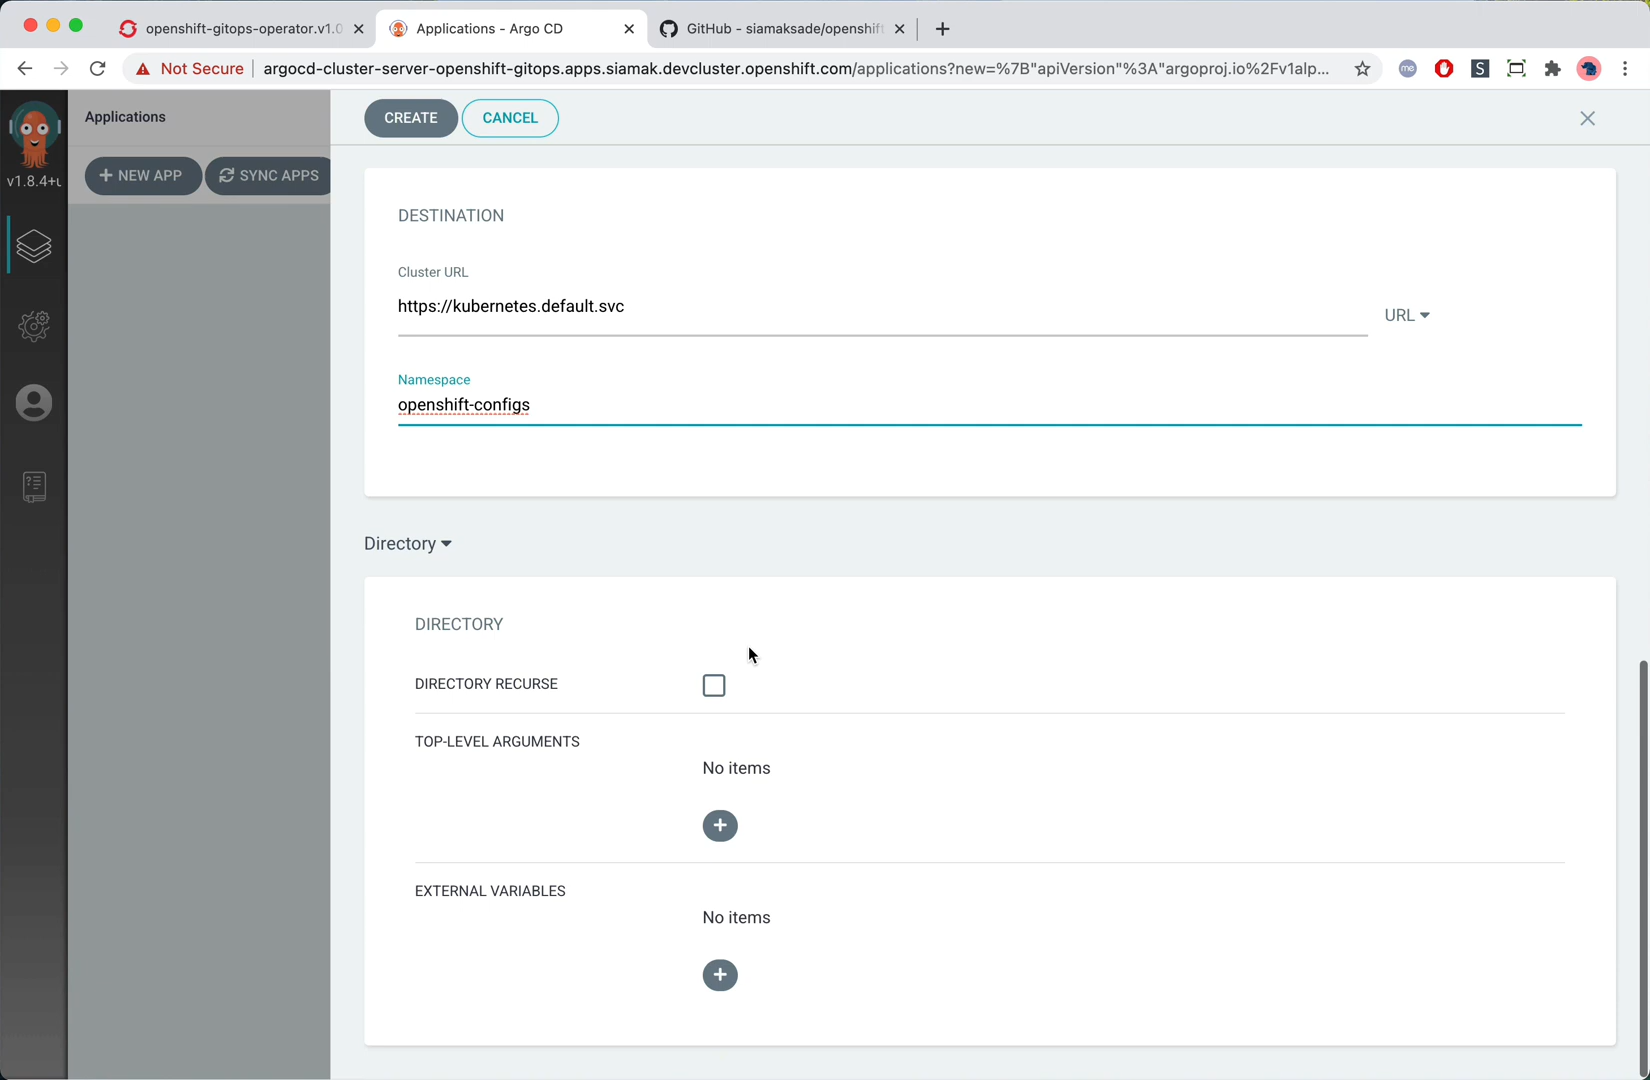 openshift-gitops-operator.v1.0
Applications - Argo CD
GitHub - siamaksade/openshift
Not Secure
argocd-cluster-server-openshift-gitops.apps.siamak.devcluster.openshift.com/applications?new=%7B"apiVersion"%3A"argoproj.io%2Fv1alp...
me
S
Applications
CREATE
CANCEL
v1.8.4+u
NEW APP
SYNC APPS
DESTINATION
Cluster URL
https://kubernetes.default.svc
URL
Namespace
openshift-configs
Directory
DIRECTORY
DIRECTORY RECURSE
TOP-LEVEL ARGUMENTS
No items
EXTERNAL VARIABLES
No items